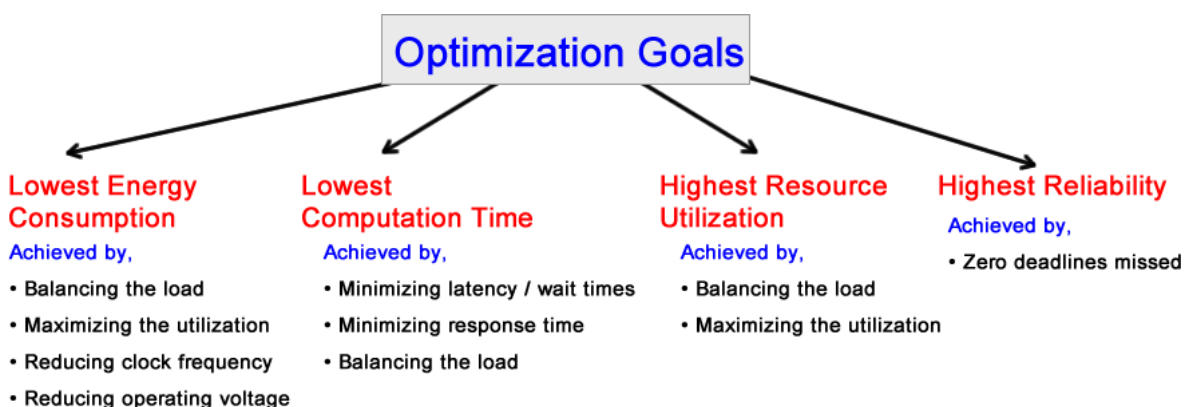 Optimization Goals
Lowest Energy
Consumption
Achieved by,
• Balancing the load
• Maximizing the utilization
• Reducing clock frequency
• Reducing operating voltage
Lowest
Computation Time
Achieved by,
• Minimizing latency / wait times
• Minimizing response time
• Balancing the load
Highest Resource
Utilization
Achieved by,
• Balancing the load
• Maximizing the utilization
Highest Reliability
Achieved by,
• Zero deadlines missed